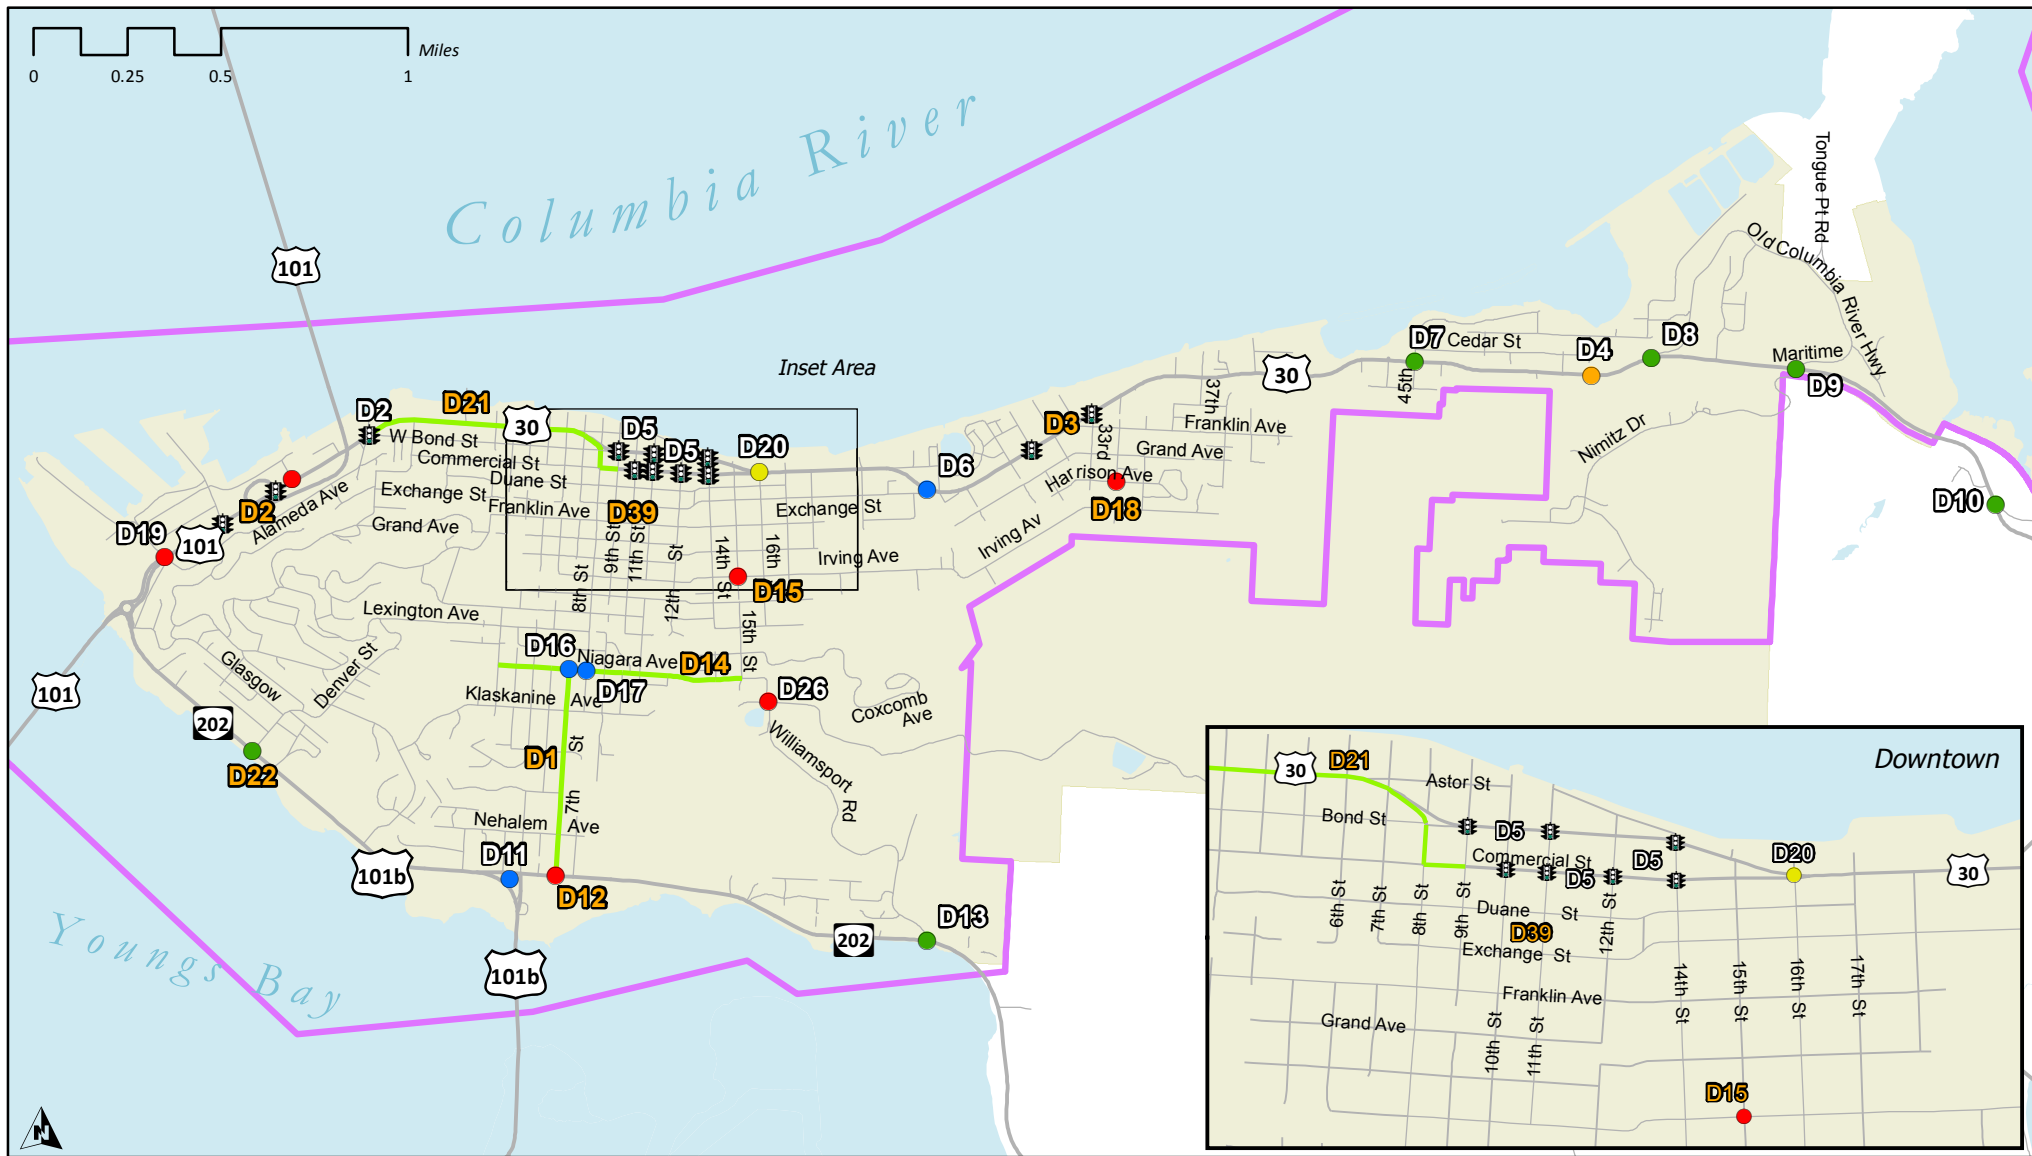 Miles
0 0.25 0.5 1
Columbia River
101
Inset Area
Tongue Pt Rd
Old Columbia River Hwy
D7
Cedar St
D4
D8
Maritime
D9
30
37th
45th
D2
D21
30
D5
D5
D20
D3
33rd
Franklin Ave
Grand Ave
Harrison Ave
D18
Nimitz Dr
D10
W Bond St
Commercial St
Duane St
Exchange St
Franklin Ave
Grand Ave
D39
Exchange St
D6
D2
Alameda Ave
D19
101
9th St
11th St
St
14th St
16th
Irving Ave
Irving Av
8th St
12th
D15
15th St
Lexington Ave
D16
Niagara Ave
D14
D17
Klaskanine Ave
D26
Coxcomb
Ave
Glasgow
Denver St
101
202
D22
D1
7th St
Williamsport Rd
Nehalem Ave
D11
101b
D12
D13
202
101b
Youngs Bay
N
Downtown
D21
30
Astor St
Bond St
D5
Commercial St
D5
D5
D20
30
6th St
7th St
8th St
9th St
Duane St
12th St
D39
Exchange St
Franklin Ave
14th St
15th St
16th St
17th St
Grand Ave
10th St
11th St
D15